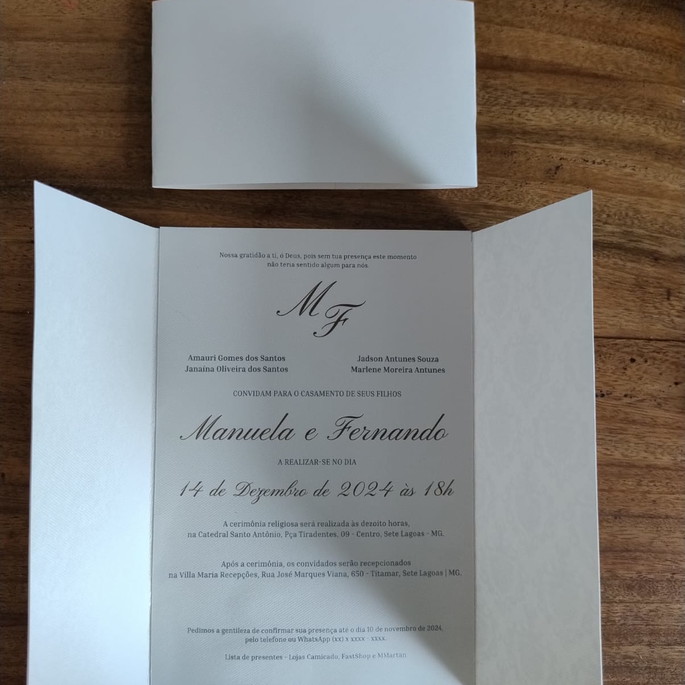 Nossa gratidão a ti, ó Deus, pois sem tua presença este momento
não teria sentido algum para nós.
M
F
Amauri Gomes dos Santos
Janaína Oliveira dos Santos
Jadson Antunes Souza
Marlene Moreira Antunes
CONVIDAM PARA O CASAMENTO DE SEUS FILHOS
Manuela e Fernando
A REALIZAR-SE NO DIA
14 de Dezembro de 2024 às 18h
A cerimônia religiosa será realizada às dezoito horas,
na Catedral Santo Antônio, Pça Tiradentes, 09 - Centro, Sete Lagoas - MG.
Após a cerimônia, os convidados serão recepcionados
na Villa Maria Recepções, Rua José Marques Viana, 650 - Titamar, Sete Lagoas | MG.
Pedimos a gentileza de confirmar sua presença até o dia 10 de novembro de 2024,
pelo telefone ou WhatsApp (xx) x xxxx - xxxx.
Lista de presentes - Lojas Camicado, FastShop e MMartan.